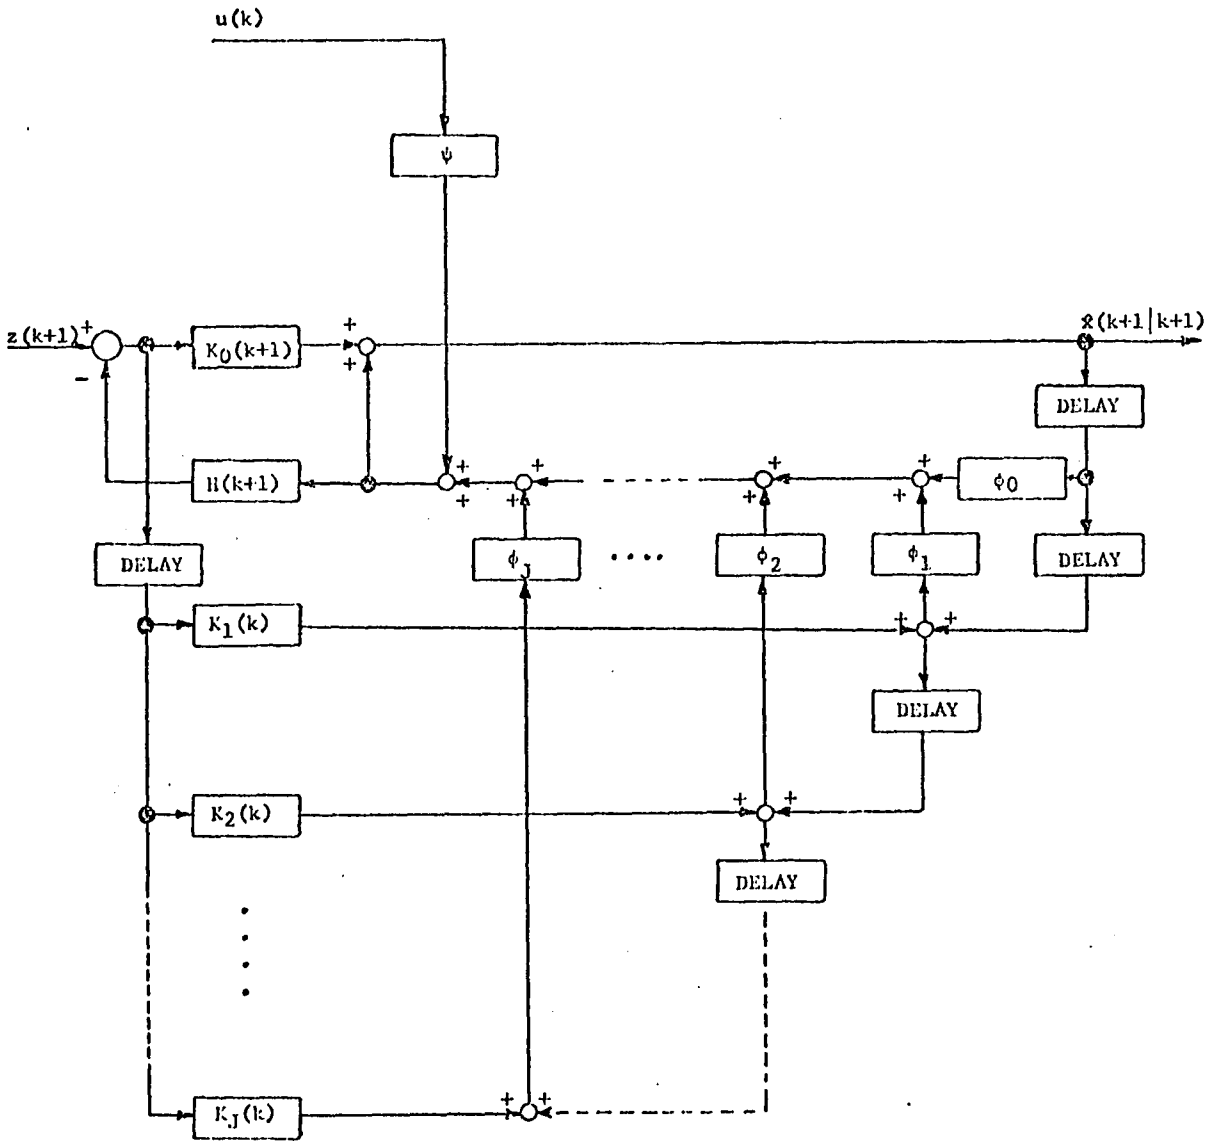 u(k)
ψ
z(k+1) +
−
K₀(k+1)
+
+
x̂(k+1|k+1)
DELAY
H(k+1)
+
+
+
+
+
+
+
+
ϕ₀
DELAY
ϕJ
....
ϕ₂
ϕ₁
DELAY
K₁(k)
+
+
DELAY
K₂(k)
+
+
DELAY
KJ(k)
+
+